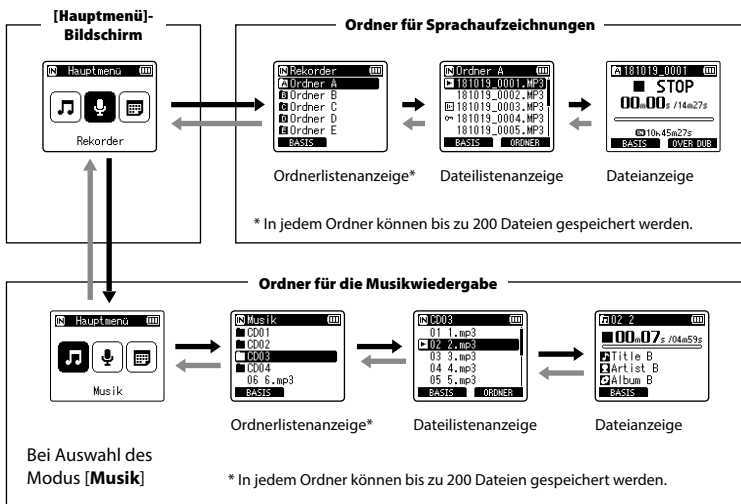 [Hauptmenü]-
Bildschirm
Hauptmenü
Rekorder
Ordner für Sprachaufzeichnungen
Rekorder
Ordner A
Ordner B
Ordner C
Ordner D
Ordner E
BASIS
Ordnerlistenanzeige*
Ordner A
181019_0001.MP3
181019_0002.MP3
181019_0003.MP3
181019_0004.MP3
181019_0005.MP3
BASIS ORDNER
Dateilistenanzeige
181019_0001
STOP
00m00s /14m27s
10h45m27s
BASIS OVER DUB
Dateianzeige
* In jedem Ordner können bis zu 200 Dateien gespeichert werden.
Ordner für die Musikwiedergabe
Hauptmenü
Musik
Bei Auswahl des
Modus [Musik]
Musik
CD01
CD02
CD03
CD04
06 6.mp3
BASIS
Ordnerlistenanzeige*
CD03
01 1.mp3
02 2.mp3
03 3.mp3
04 4.mp3
05 5.mp3
BASIS ORDNER
Dateilistenanzeige
02 2
00m07s /04m59s
Title B
Artist B
Album B
BASIS
Dateianzeige
* In jedem Ordner können bis zu 200 Dateien gespeichert werden.